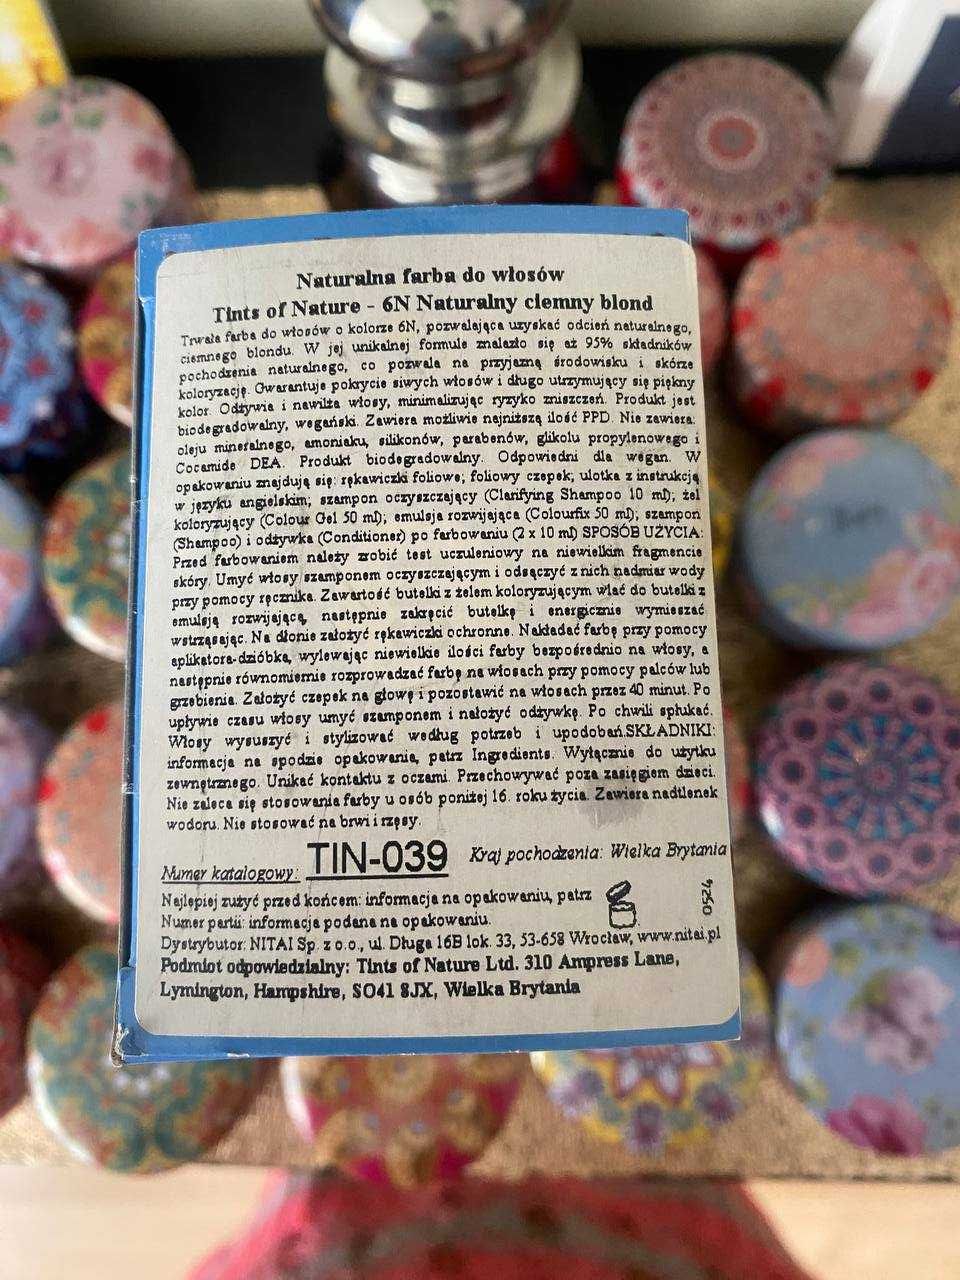 Naturalna farba do włosów
Tints of Nature - 6N Naturalny ciemny blond
Trwała farba do włosów o kolorze 6N, pozwalająca uzyskać odcień naturalnego,
ciemnego blondu. W jej unikalnej formule znalazło się aż 95% składników
pochodzenia naturalnego, co pozwala na przyjazną środowisku i skórze
koloryzację. Gwarantuje pokrycie siwych włosów i długo utrzymujący się piękny
kolor. Odżywia i nawilża włosy, minimalizując ryzyko zniszczeń. Produkt jest
biodegradowalny, wegański. Zawiera możliwie najniższą ilość PPD. Nie zawiera:
oleju mineralnego, amoniaku, silikonów, parabenów, glikolu propylenowego i
Cocamide DEA. Produkt biodegradowalny. Odpowiedni dla wegan. W
opakowaniu znajdują się: rękawiczki foliowe; foliowy czepek; ulotka z instrukcją
w języku angielskim; szampon oczyszczający (Clarifying Shampoo 10 ml); żel
koloryzujący (Colour Gel 50 ml); emulsja rozwijająca (Colourfix 50 ml); szampon
(Shampoo) i odżywka (Conditioner) po farbowaniu (2 x 10 ml) SPOSÓB UŻYCIA:
Przed farbowaniem należy zrobić test uczuleniowy na niewielkim fragmencie
skóry. Umyć włosy szamponem oczyszczającym i odsączyć z nich nadmiar wody
przy pomocy ręcznika. Zawartość butelki z żelem koloryzującym wlać do butelki z
emulsją rozwijającą, następnie zakręcić butelkę i energicznie wymieszać
wstrząsając. Na dłonie założyć rękawiczki ochronne. Nakładać farbę przy pomocy
aplikatora-dzióbka, wylewając niewielkie ilości farby bezpośrednio na włosy, a
następnie równomiernie rozprowadzać farbę na włosach przy pomocy palców lub
grzebienia. Założyć czepek na głowę i pozostawić na włosach przez 40 minut. Po
upływie czasu włosy umyć szamponem i nałożyć odżywkę. Po chwili spłukać.
Włosy wysuszyć i stylizować według potrzeb i upodobań.SKŁADNIKI:
informacja na spodzie opakowania, patrz Ingredients. Wyłącznie do użytku
zewnętrznego. Unikać kontaktu z oczami. Przechowywać poza zasięgiem dzieci.
Nie zaleca się stosowania farby u osób poniżej 16. roku życia. Zawiera nadtlenek
wodoru. Nie stosować na brwi i rzęsy.
Numer katalogowy: TIN-039 Kraj pochodzenia: Wielka Brytania
Najlepiej zużyć przed końcem: informacja na opakowaniu, patrz
Numer partii: informacja podana na opakowaniu.
0524
Dystrybutor: NITAI Sp. z o.o., ul. Długa 16B lok. 33, 53-658 Wrocław, www.nitai.pl
Podmiot odpowiedzialny: Tints of Nature Ltd. 310 Ampress Lane,
Lymington, Hampshire, SO41 8JX, Wielka Brytania